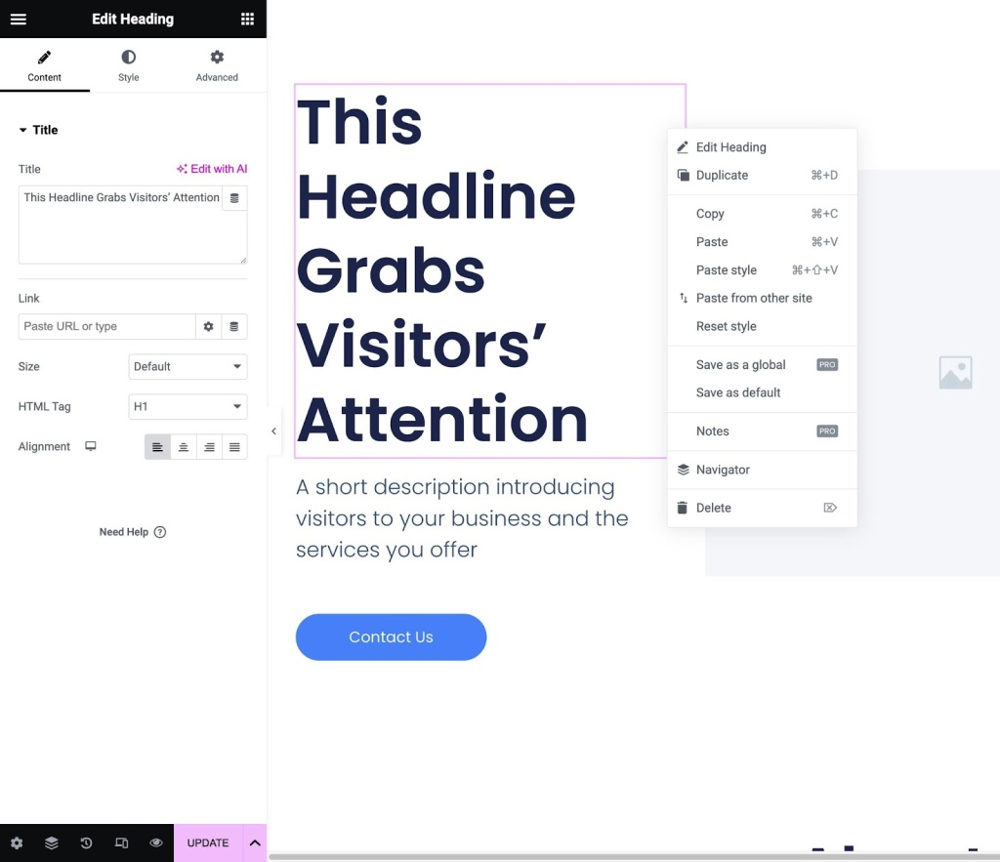 Edit Heading
Content
Style
Advanced
Title
Title
Edit with AI
This Headline Grabs Visitors’ Attention
Link
Paste URL or type
Size
Default
HTML Tag
H1
Alignment
Need Help
UPDATE
This
Headline
Grabs
Visitors’
Attention
A short description introducing
visitors to your business and the
services you offer
Contact Us
Edit Heading
Duplicate ⌘+D
Copy ⌘+C
Paste ⌘+V
Paste style ⌘+⇧+V
Paste from other site
Reset style
Save as a global PRO
Save as default
Notes PRO
Navigator
Delete ⌦